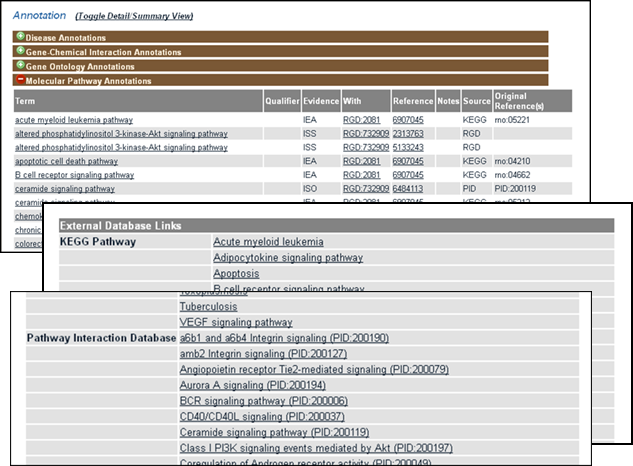 Annotation (Toggle Detail/Summary View)
Disease Annotations
Gene-Chemical Interaction Annotations
Gene Ontology Annotations
Molecular Pathway Annotations
Term Qualifier Evidence With Reference Notes Source Original Reference(s)
acute myeloid leukemia pathway IEA RGD:2081 6907045 KEGG rno:05221
altered phosphatidylinositol 3-kinase-Akt signaling pathway ISS RGD:732909 2313763 RGD
altered phosphatidylinositol 3-kinase-Akt signaling pathway ISS RGD:732909 5133243 RGD
apoptotic cell death pathway IEA RGD:2081 6907045 KEGG rno:04210
B cell receptor signaling pathway IEA RGD:2081 6907045 KEGG rno:04662
ceramide signaling pathway ISO RGD:732909 6484113 PID PID:200119
ceramide signaling pathway IEA RGD:2081 6907045 KEGG
chemok
chronic
colorec
External Database Links
KEGG Pathway Acute myeloid leukemia
Adipocytokine signaling pathway
Apoptosis
B cell receptor signaling pathway
Toxoplasmosis
Tuberculosis
VEGF signaling pathway
Pathway Interaction Database a6b1 and a6b4 Integrin signaling (PID:200190)
amb2 Integrin signaling (PID:200127)
Angiopoietin receptor Tie2-mediated signaling (PID:200079)
Aurora A signaling (PID:200194)
BCR signaling pathway (PID:200006)
CD40/CD40L signaling (PID:200037)
Ceramide signaling pathway (PID:200119)
Class I PI3K signaling events mediated by Akt (PID:200197)
Coregulation of Androgen receptor activity (PID:200049)